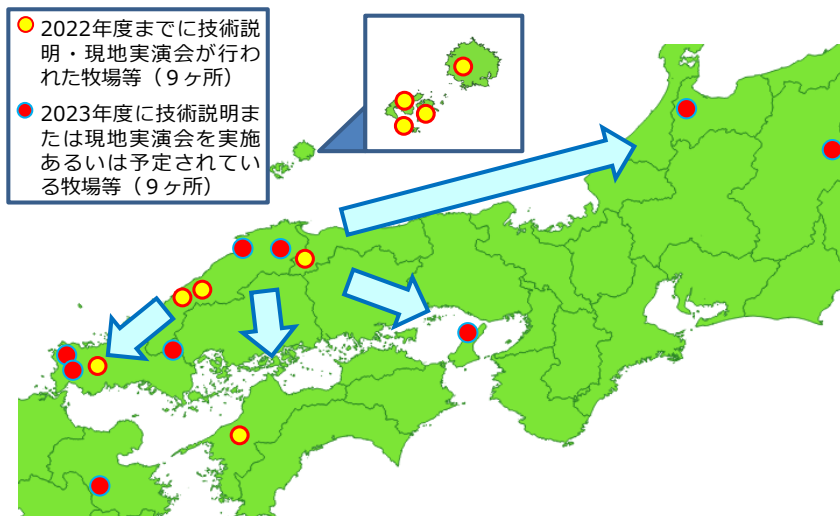 2022年度までに技術説
明・現地実演会が行わ
れた牧場等（９ヶ所）
2023年度に技術説明ま
たは現地実演会を実施
あるいは予定されてい
る牧場等（９ヶ所）